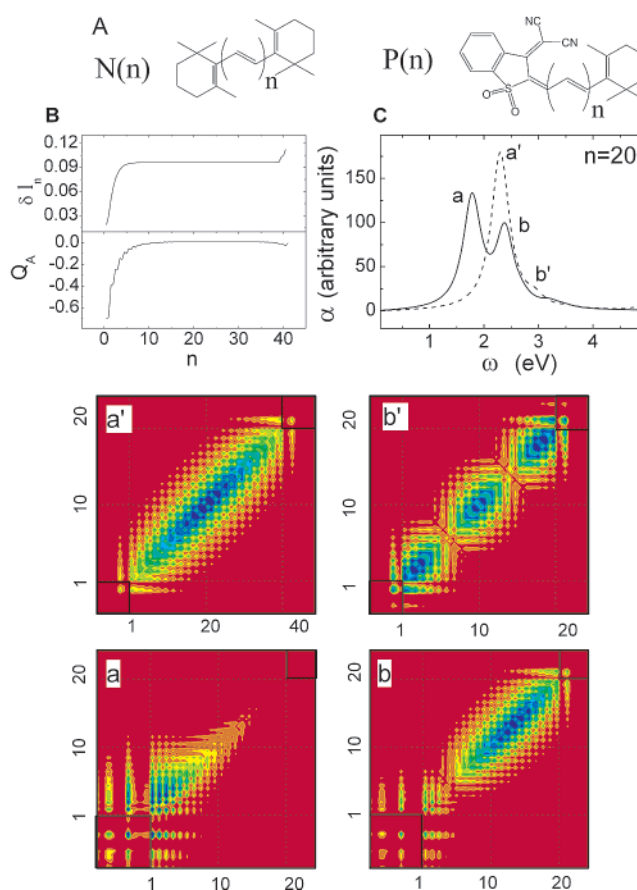 A
N(n)
n
P(n)
NC
CN
S
O
O
n
B
0.12
0.09
0.06
0.03
δ l n
0.0
-0.2
-0.4
-0.6
Q A
0 10 20 30 40
n
C
n=20
a'
a
b
b'
150
100
50
0
α (arbitrary units)
1 2 3 4
ω (eV)
a'
20
10
1
1 20 40
b'
20
10
1
1 10 20
a
20
10
1
1 10 20
b
20
10
1
1 10 20